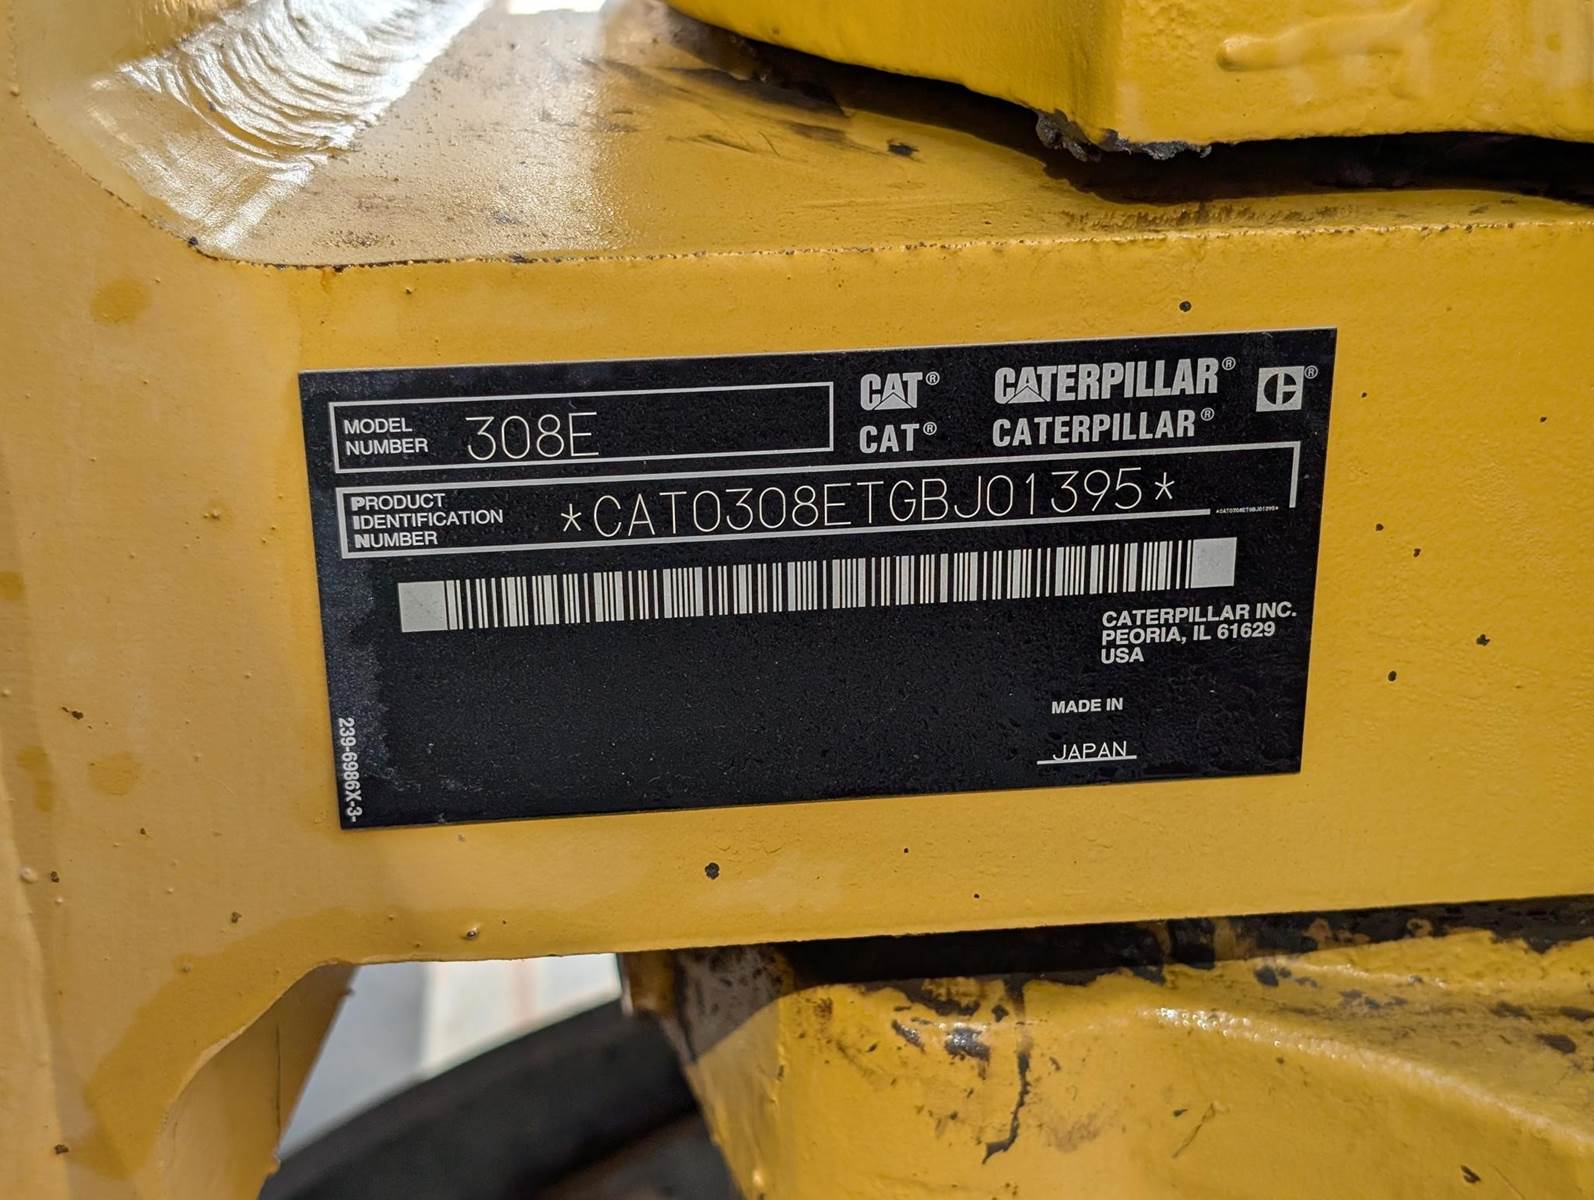 MODEL
NUMBER 308E
CAT® CATERPILLAR® ®
CAT® CATERPILLAR®
PRODUCT
IDENTIFICATION
NUMBER
*CAT0308ETGBJ01395*
*CAT0308ETGBJ01395*
CATERPILLAR INC.
PEORIA, IL 61629
USA
MADE IN
JAPAN
239-6986X-3-